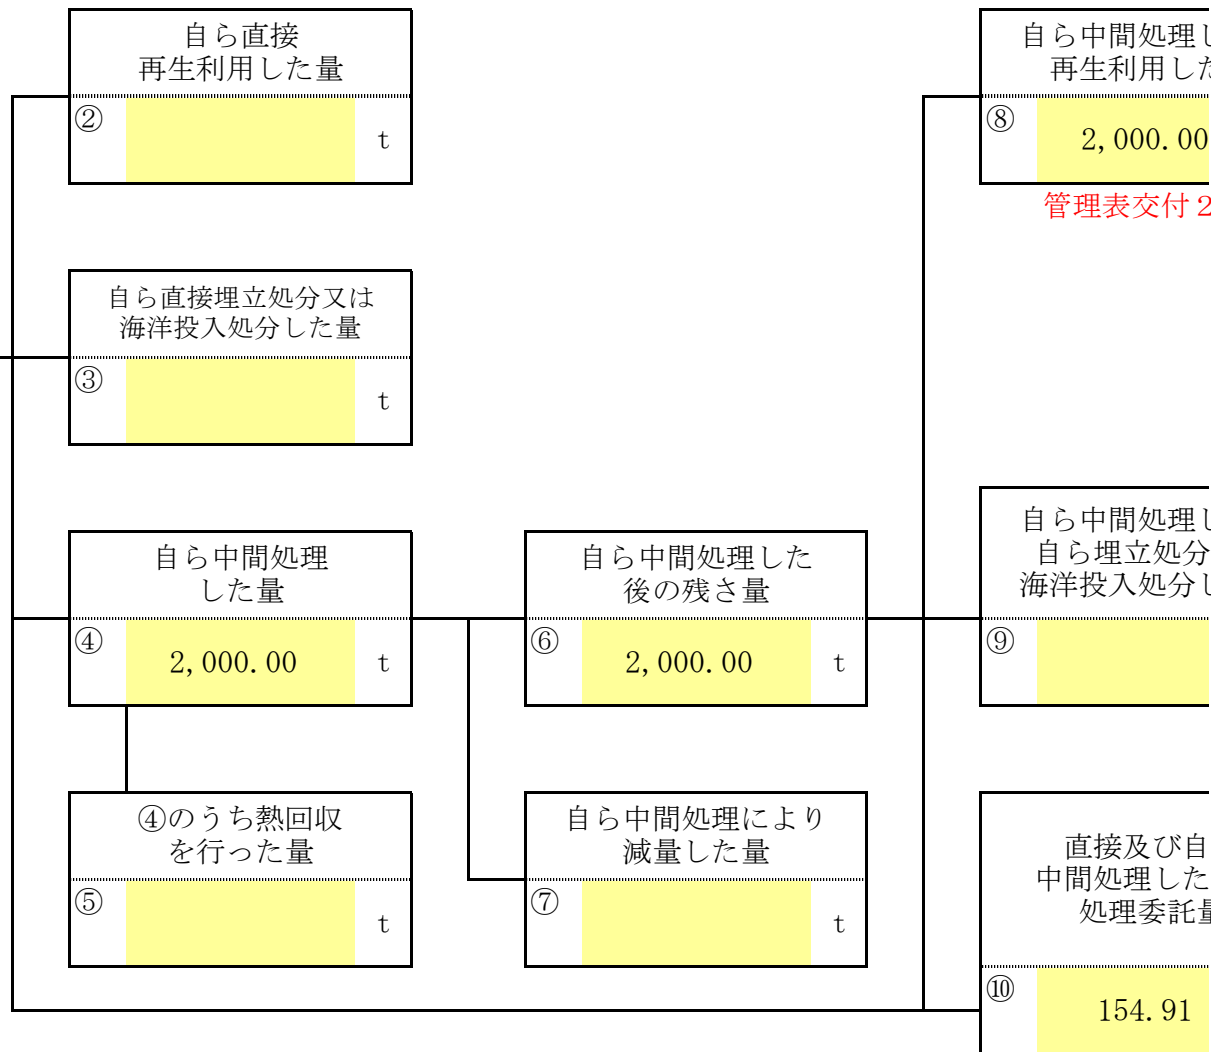 自ら直接
再生利用した量
②
t
自ら中間処理し
再生利用した
⑧
2,000.00
管理表交付2
自ら直接埋立処分又は
海洋投入処分した量
③
t
自ら中間処理
した量
④
2,000.00
t
自ら中間処理した
後の残さ量
⑥
2,000.00
t
自ら中間処理し
自ら埋立処分
海洋投入処分し
⑨
④のうち熱回収
を行った量
⑤
t
自ら中間処理により
減量した量
⑦
t
直接及び自
中間処理した
処理委託量
⑩
154.91